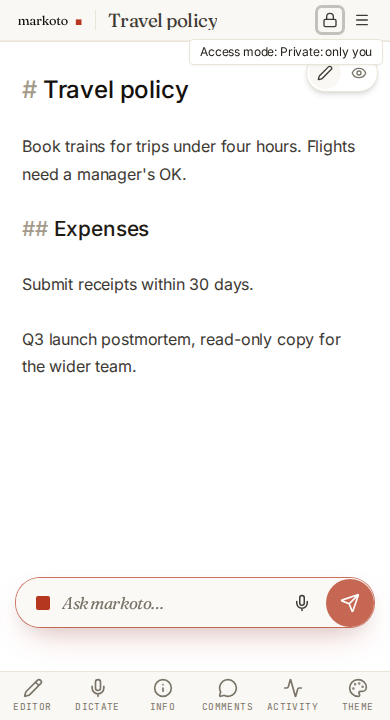 markoto
Travel policy
Access mode: Private: only you
# Travel policy
Book trains for trips under four hours. Flights
need a manager's OK.
## Expenses
Submit receipts within 30 days.
Q3 launch postmortem, read-only copy for
the wider team.
Ask markoto...
EDITOR DICTATE INFO COMMENTS ACTIVITY THEME